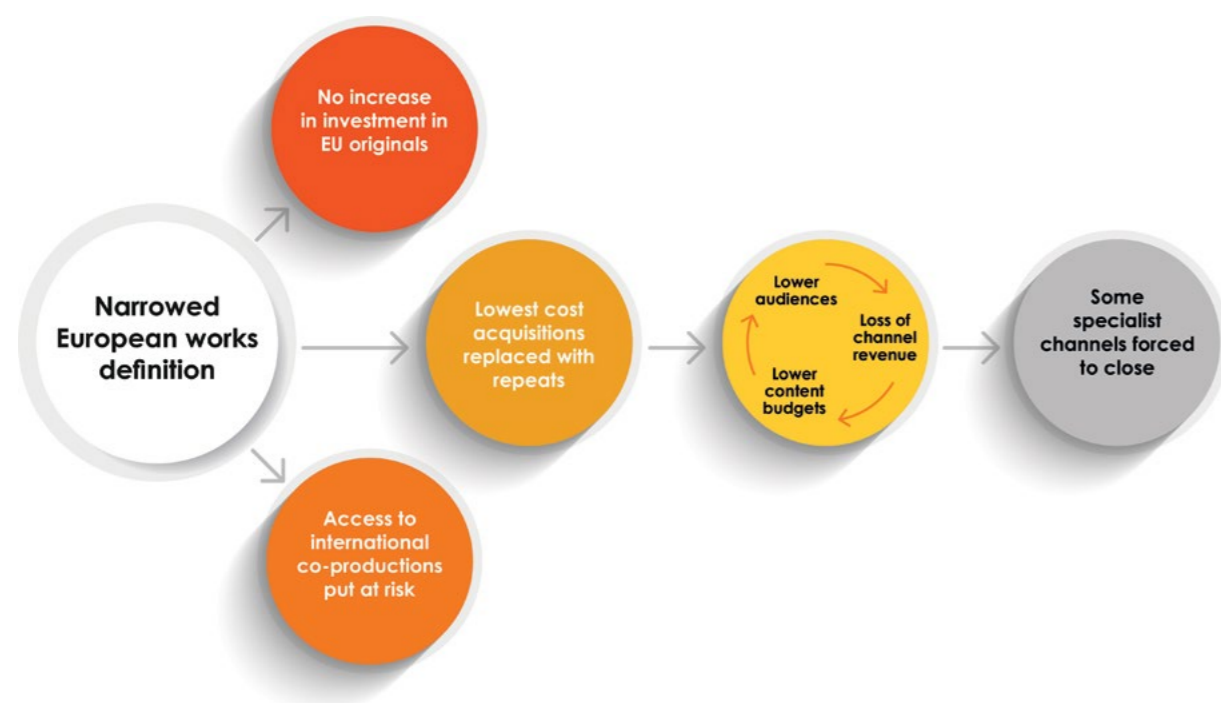 No increase
in investment in
EU originals
Narrowed
European works
definition
Lowest cost
acquisitions
replaced with
repeats
Lower
audiences
Loss of
channel
revenue
Lower
content
budgets
Some
specialist
channels forced
to close
Access to
international
co-productions
put at risk